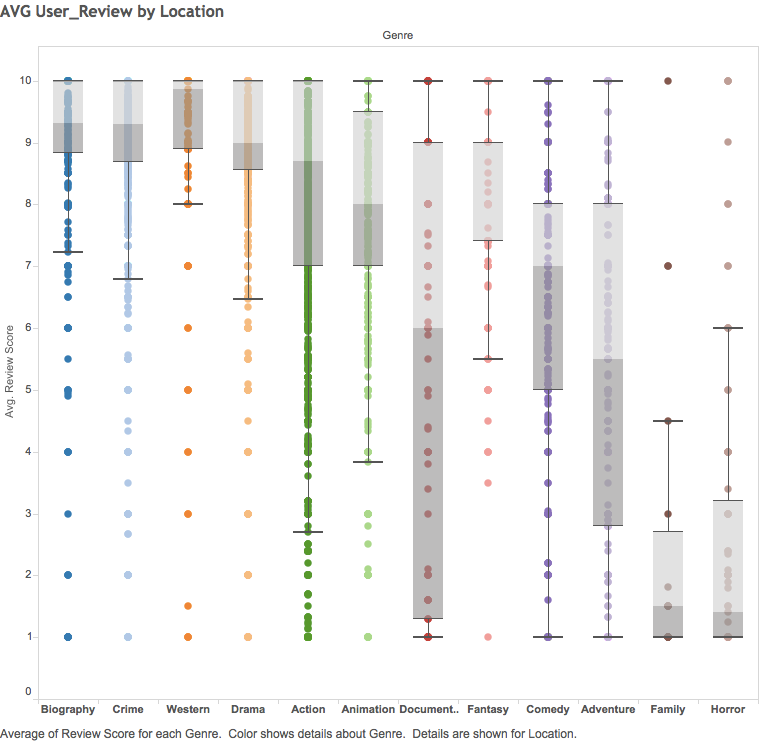 AVG User_Review by Location
Genre
10
9
8
7
6
5
4
3
2
1
0
Avg. Review Score
Biography Crime Western Drama Action Animation Document.. Fantasy Comedy Adventure Family Horror
Average of Review Score for each Genre. Color shows details about Genre. Details are shown for Location.